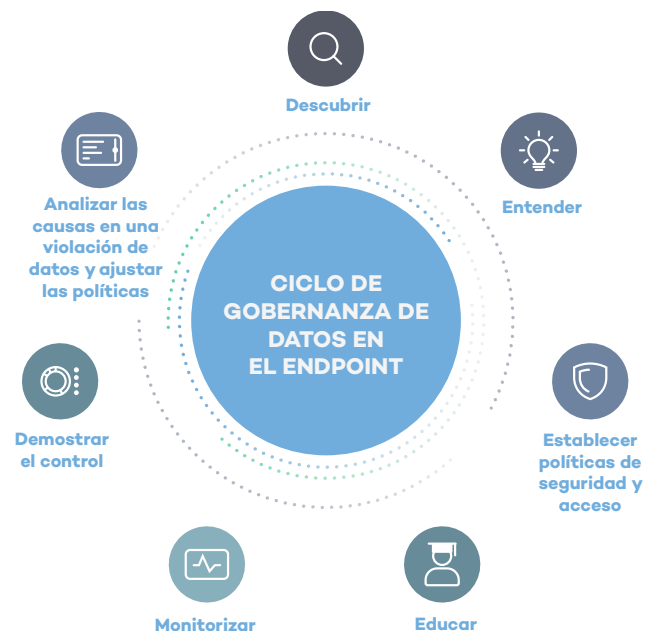 Descubrir
Entender
Establecer
políticas de
seguridad y
acceso
Educar
Monitorizar
Demostrar
el control
Analizar las
causas en una
violación de
datos y ajustar
las políticas
CICLO DE
GOBERNANZA DE
DATOS EN
EL ENDPOINT